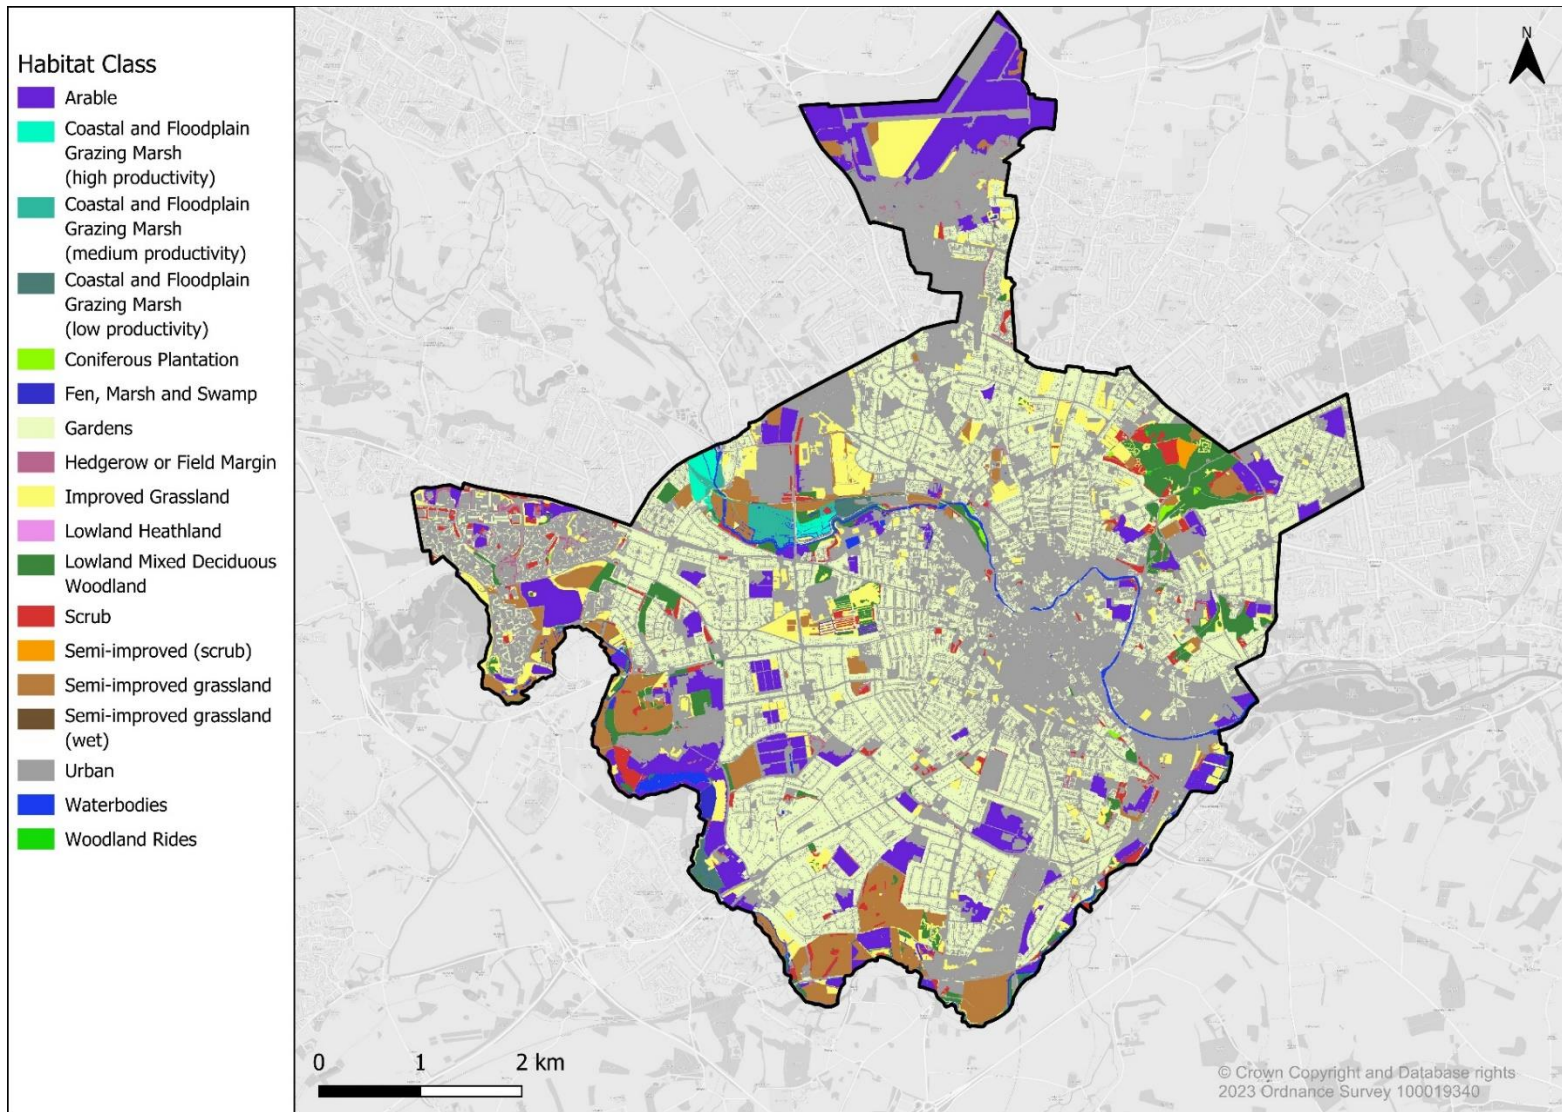 Habitat Class
Arable
Coastal and Floodplain
Grazing Marsh
(high productivity)
Coastal and Floodplain
Grazing Marsh
(medium productivity)
Coastal and Floodplain
Grazing Marsh
(low productivity)
Coniferous Plantation
Fen, Marsh and Swamp
Gardens
Hedgerow or Field Margin
Improved Grassland
Lowland Heathland
Lowland Mixed Deciduous
Woodland
Scrub
Semi-improved (scrub)
Semi-improved grassland
Semi-improved grassland
(wet)
Urban
Waterbodies
Woodland Rides
N
0 1 2 km
© Crown Copyright and Database rights
2023 Ordnance Survey 100019340